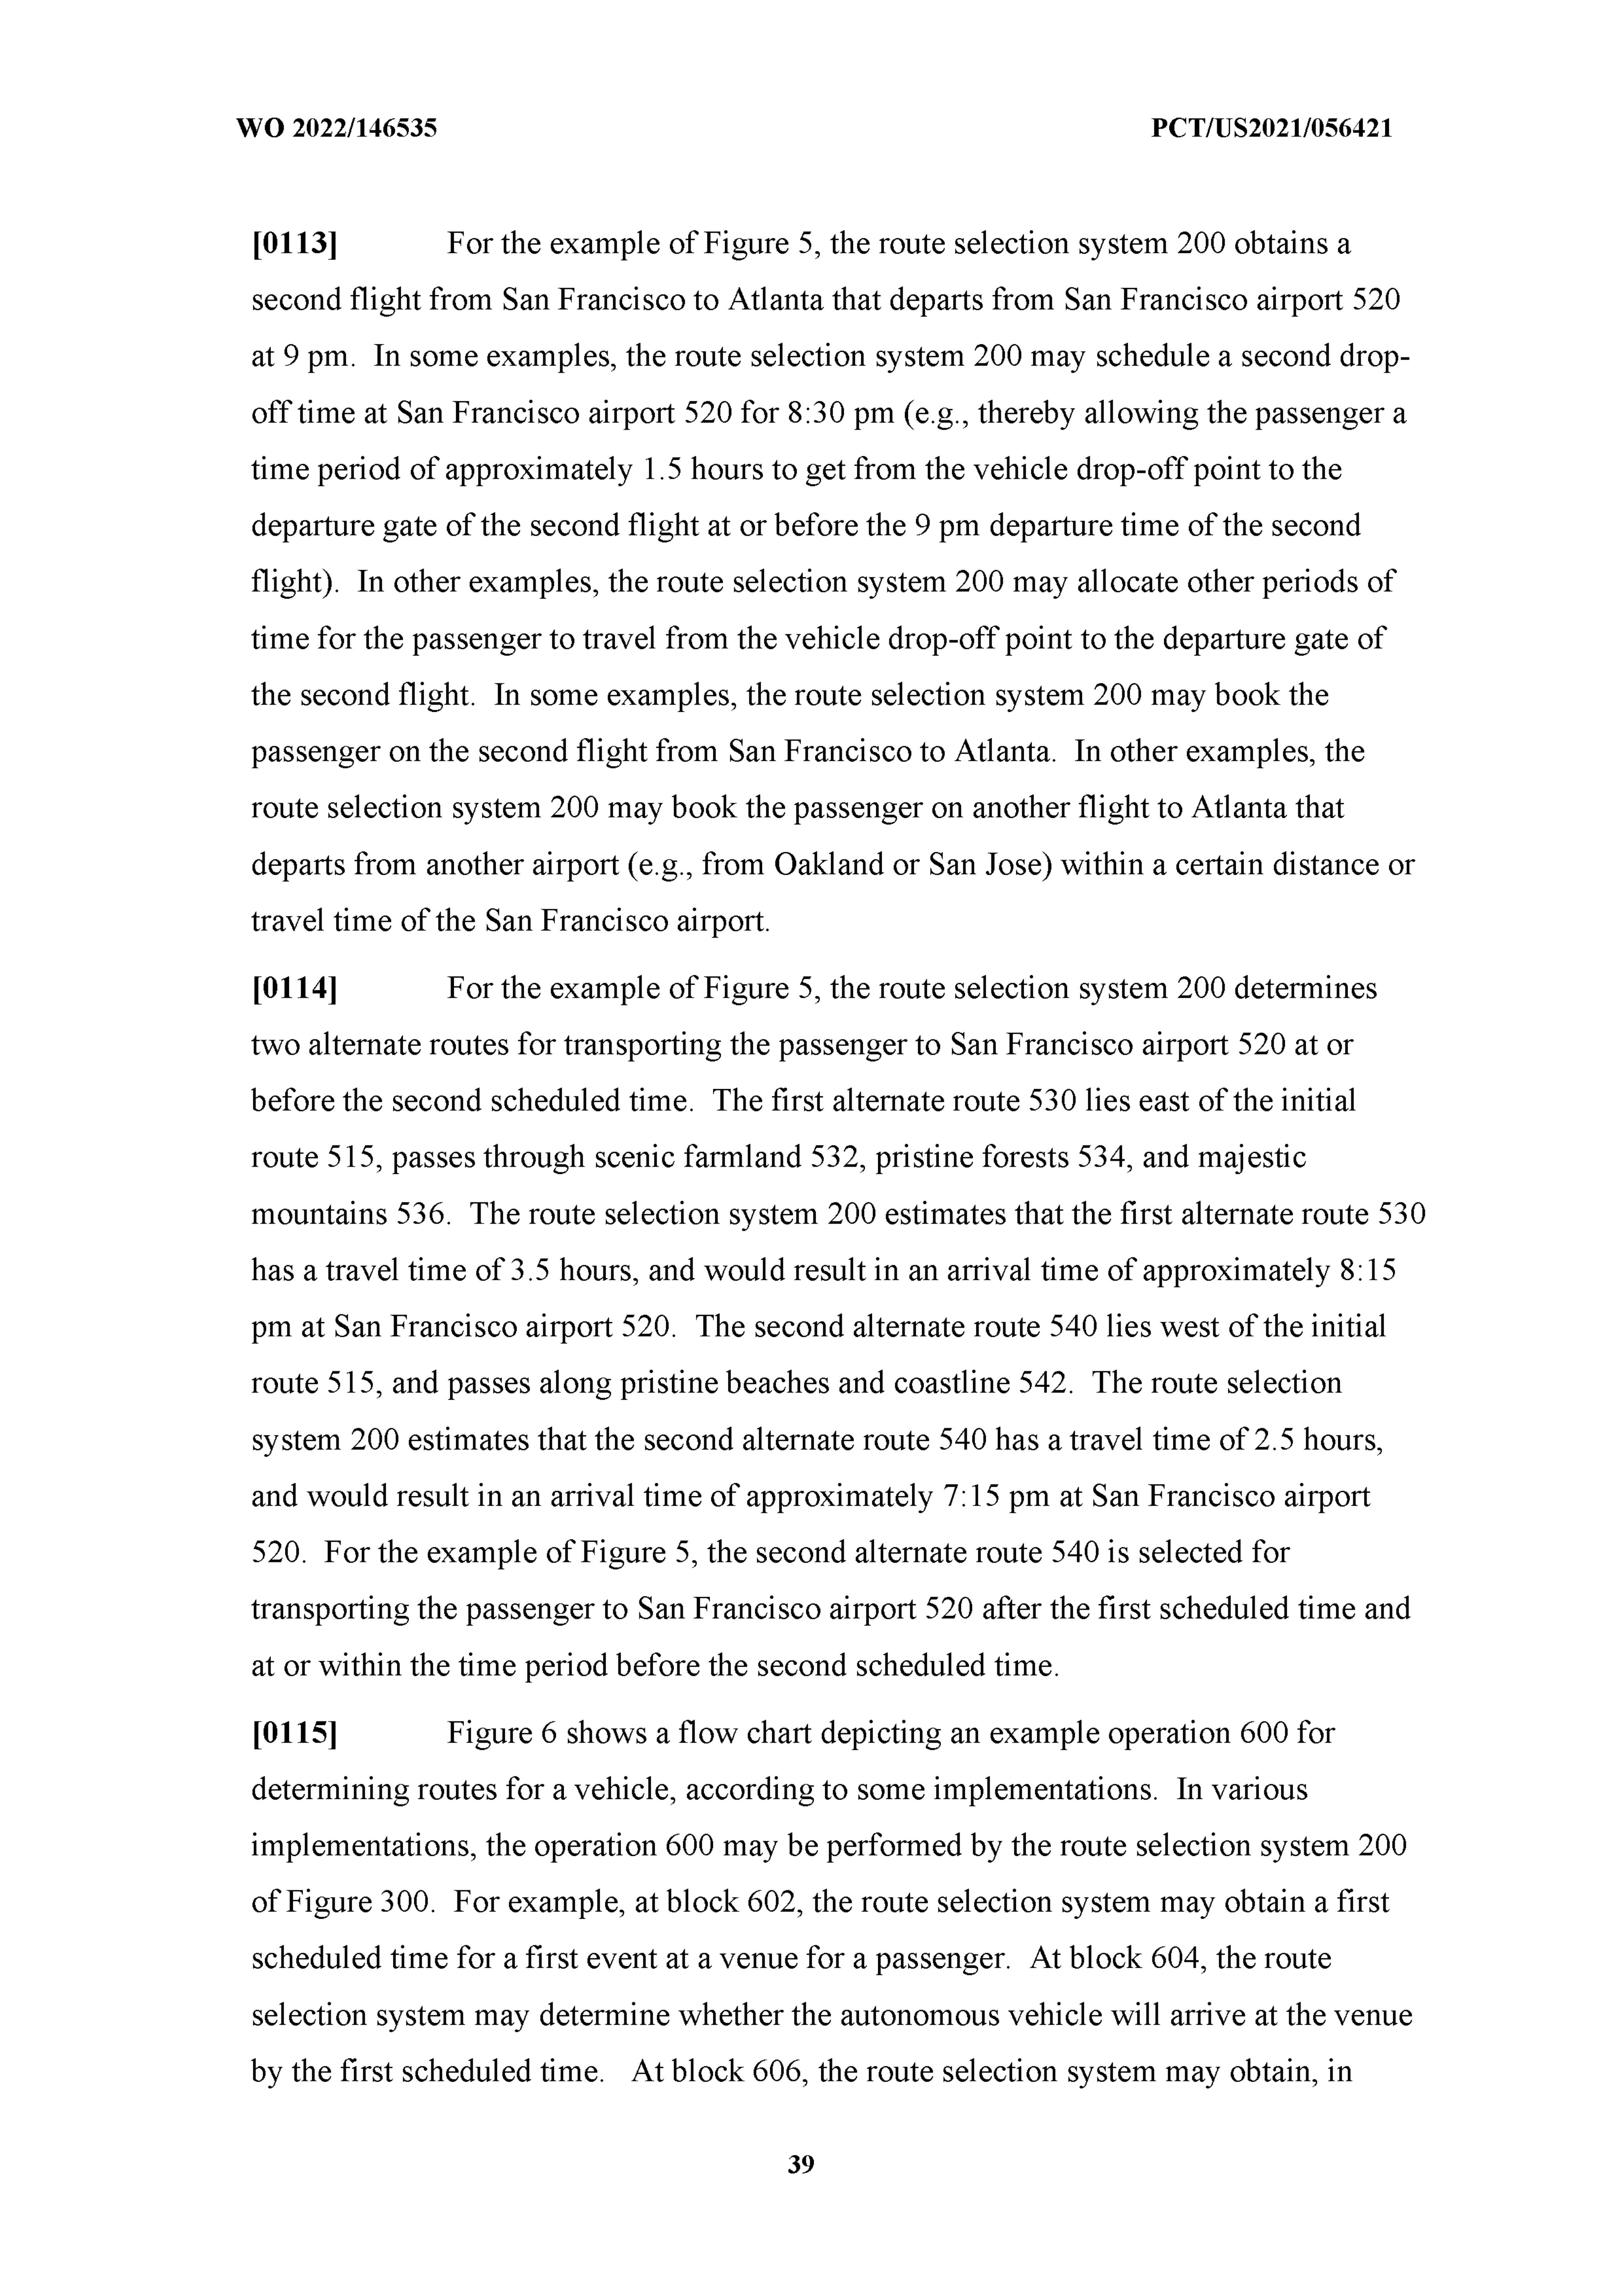 WO 2022/146535 PCT/US2021/056421
[0113] For the example of Figure 5, the route selection system 200 obtains a
second flight from San Francisco to Atlanta that departs from San Francisco airport 520
at 9 pm. In some examples, the route selection system 200 may schedule a second drop-
off time at San Francisco airport 520 for 8:30 pm (e.g., thereby allowing the passenger a
time period of approximately 1.5 hours to get from the vehicle drop-off point to the
departure gate of the second flight at or before the 9 pm departure time of the second
flight). In other examples, the route selection system 200 may allocate other periods of
time for the passenger to travel from the vehicle drop-off point to the departure gate of
the second flight. In some examples, the route selection system 200 may book the
passenger on the second flight from San Francisco to Atlanta. In other examples, the
route selection system 200 may book the passenger on another flight to Atlanta that
departs from another airport (e.g., from Oakland or San Jose) within a certain distance or
travel time of the San Francisco airport.
[0114] For the example of Figure 5, the route selection system 200 determines
two alternate routes for transporting the passenger to San Francisco airport 520 at or
before the second scheduled time. The first alternate route 530 lies east of the initial
route 515, passes through scenic farmland 532, pristine forests 534, and majestic
mountains 536. The route selection system 200 estimates that the first alternate route 530
has a travel time of 3.5 hours, and would result in an arrival time of approximately 8:15
pm at San Francisco airport 520. The second alternate route 540 lies west of the initial
route 515, and passes along pristine beaches and coastline 542. The route selection
system 200 estimates that the second alternate route 540 has a travel time of 2.5 hours,
and would result in an arrival time of approximately 7:15 pm at San Francisco airport
520. For the example of Figure 5, the second alternate route 540 is selected for
transporting the passenger to San Francisco airport 520 after the first scheduled time and
at or within the time period before the second scheduled time.
[0115] Figure 6 shows a flow chart depicting an example operation 600 for
determining routes for a vehicle, according to some implementations. In various
implementations, the operation 600 may be performed by the route selection system 200
of Figure 300. For example, at block 602, the route selection system may obtain a first
scheduled time for a first event at a venue for a passenger. At block 604, the route
selection system may determine whether the autonomous vehicle will arrive at the venue
by the first scheduled time. At block 606, the route selection system may obtain, in
39